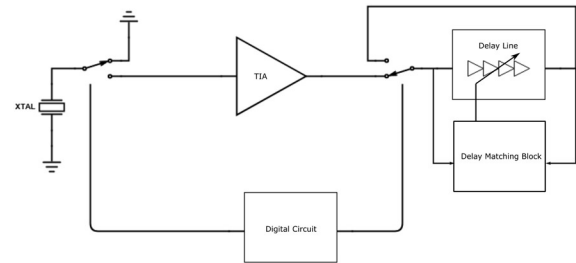 Delay Line
XTAL
TIA
Delay Matching Block
Digital Circuit